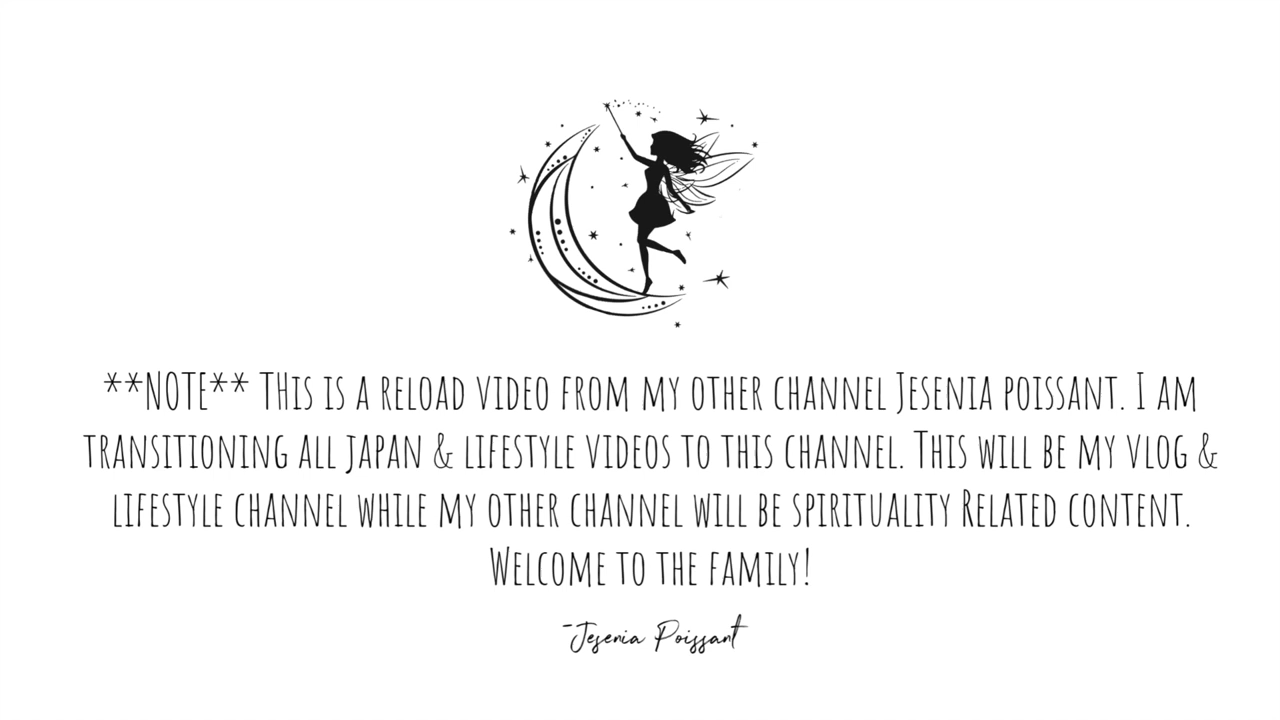 **NOTE** THis is a reload video from my other channel Jesenia poissant. I am
transitioning all japan & lifestyle videos to this channel. This will be my vlog &
lifestyle channel while my other channel will be spirituality Related content.
Welcome to the family!
-Jesenia Poissant